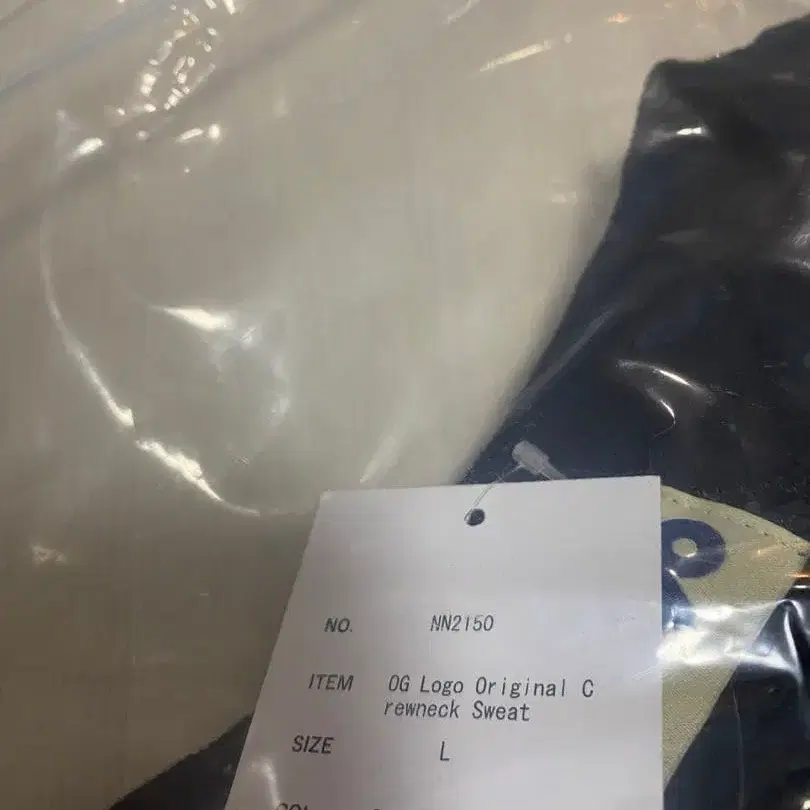 NO. NN2150
ITEM OG Logo Original C
rewneck Sweat
SIZE L